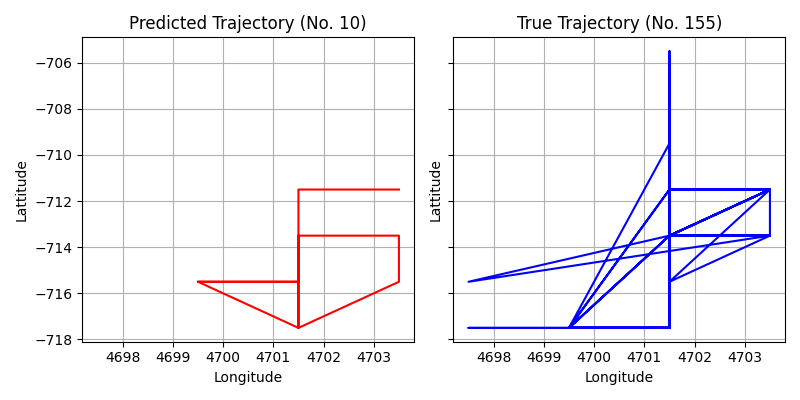 Predicted Trajectory (No. 10)
True Trajectory (No. 155)
−706
−708
−710
−712
−714
−716
−718
Lattitude
Lattitude
4698 4699 4700 4701 4702 4703
4698 4699 4700 4701 4702 4703
Longitude
Longitude